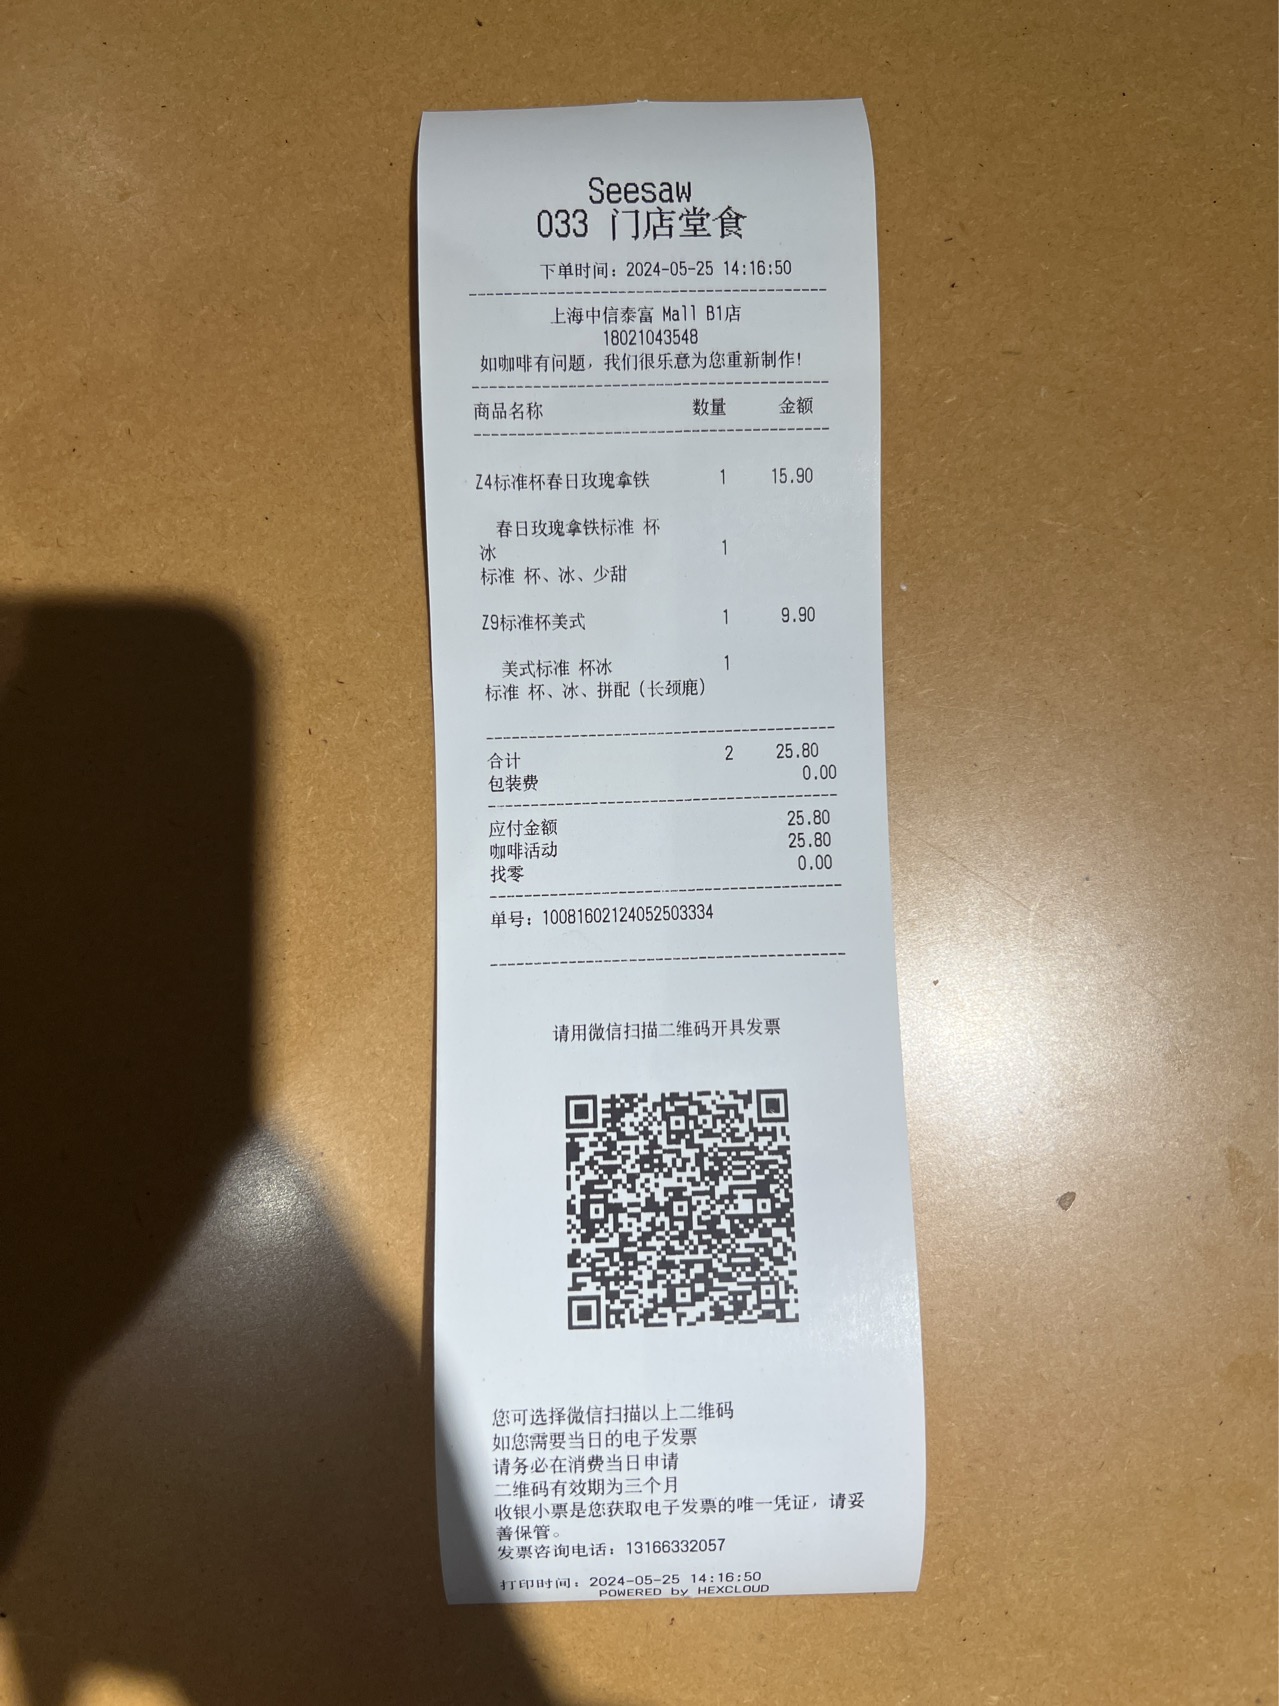 Seesaw
033 门店堂食
下单时间：2024-05-25 14:16:50
上海中信泰富 Mall B1店
18021043548
如咖啡有问题，我们很乐意为您重新制作！
商品名称 数量 金额
Z4标准杯春日玫瑰拿铁 1 15.90
春日玫瑰拿铁标准 杯
冰 1
标准 杯、冰、少甜
Z9标准杯美式 1 9.90
美式标准 杯冰 1
标准 杯、冰、拼配（长颈鹿）
合计 2 25.80
包装费 0.00
应付金额 25.80
咖啡活动 25.80
找零 0.00
单号：10081602124052503334
请用微信扫描二维码开具发票
您可选择微信扫描以上二维码
如您需要当日的电子发票
请务必在消费当日申请
二维码有效期为三个月
收银小票是您获取电子发票的唯一凭证，请妥
善保管。
发票咨询电话：13166332057
打印时间：2024-05-25 14:16:50
POWERED by HEXCLOUD